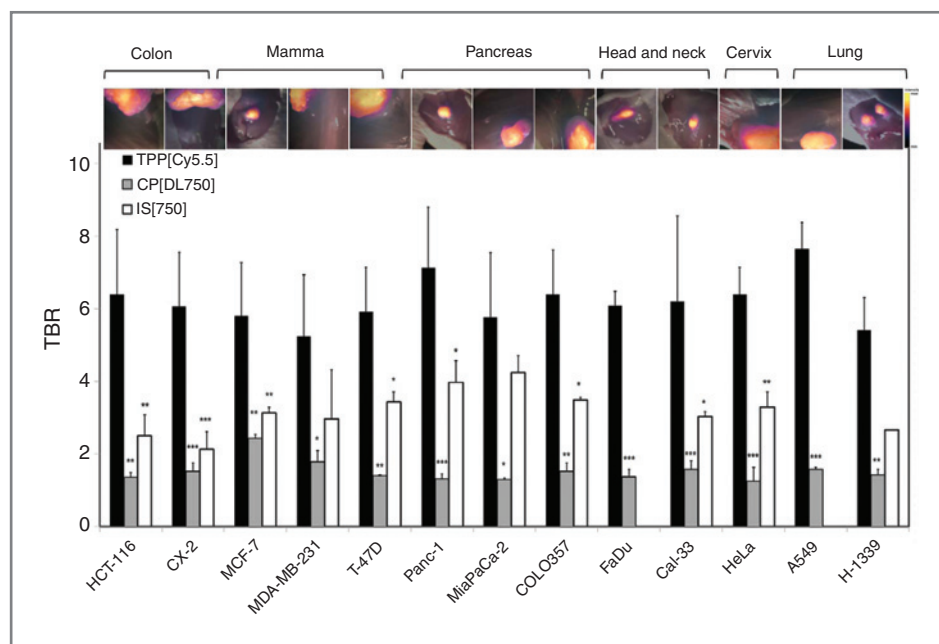 Colon Mamma Pancreas Head and neck Cervix Lung
10
TPP[Cy5.5]
CP[DL750]
IS[750]
8
6
4
2
0
TBR
** ** *** *** ** ** * ** * *** * * ** * *** *** * *** ** *** **
HCT-116 CX-2 MCF-7 MDA-MB-231 T-47D Panc-1 MiaPaCa-2 COLO357 FaDu Cal-33 HeLa A549 H-1339